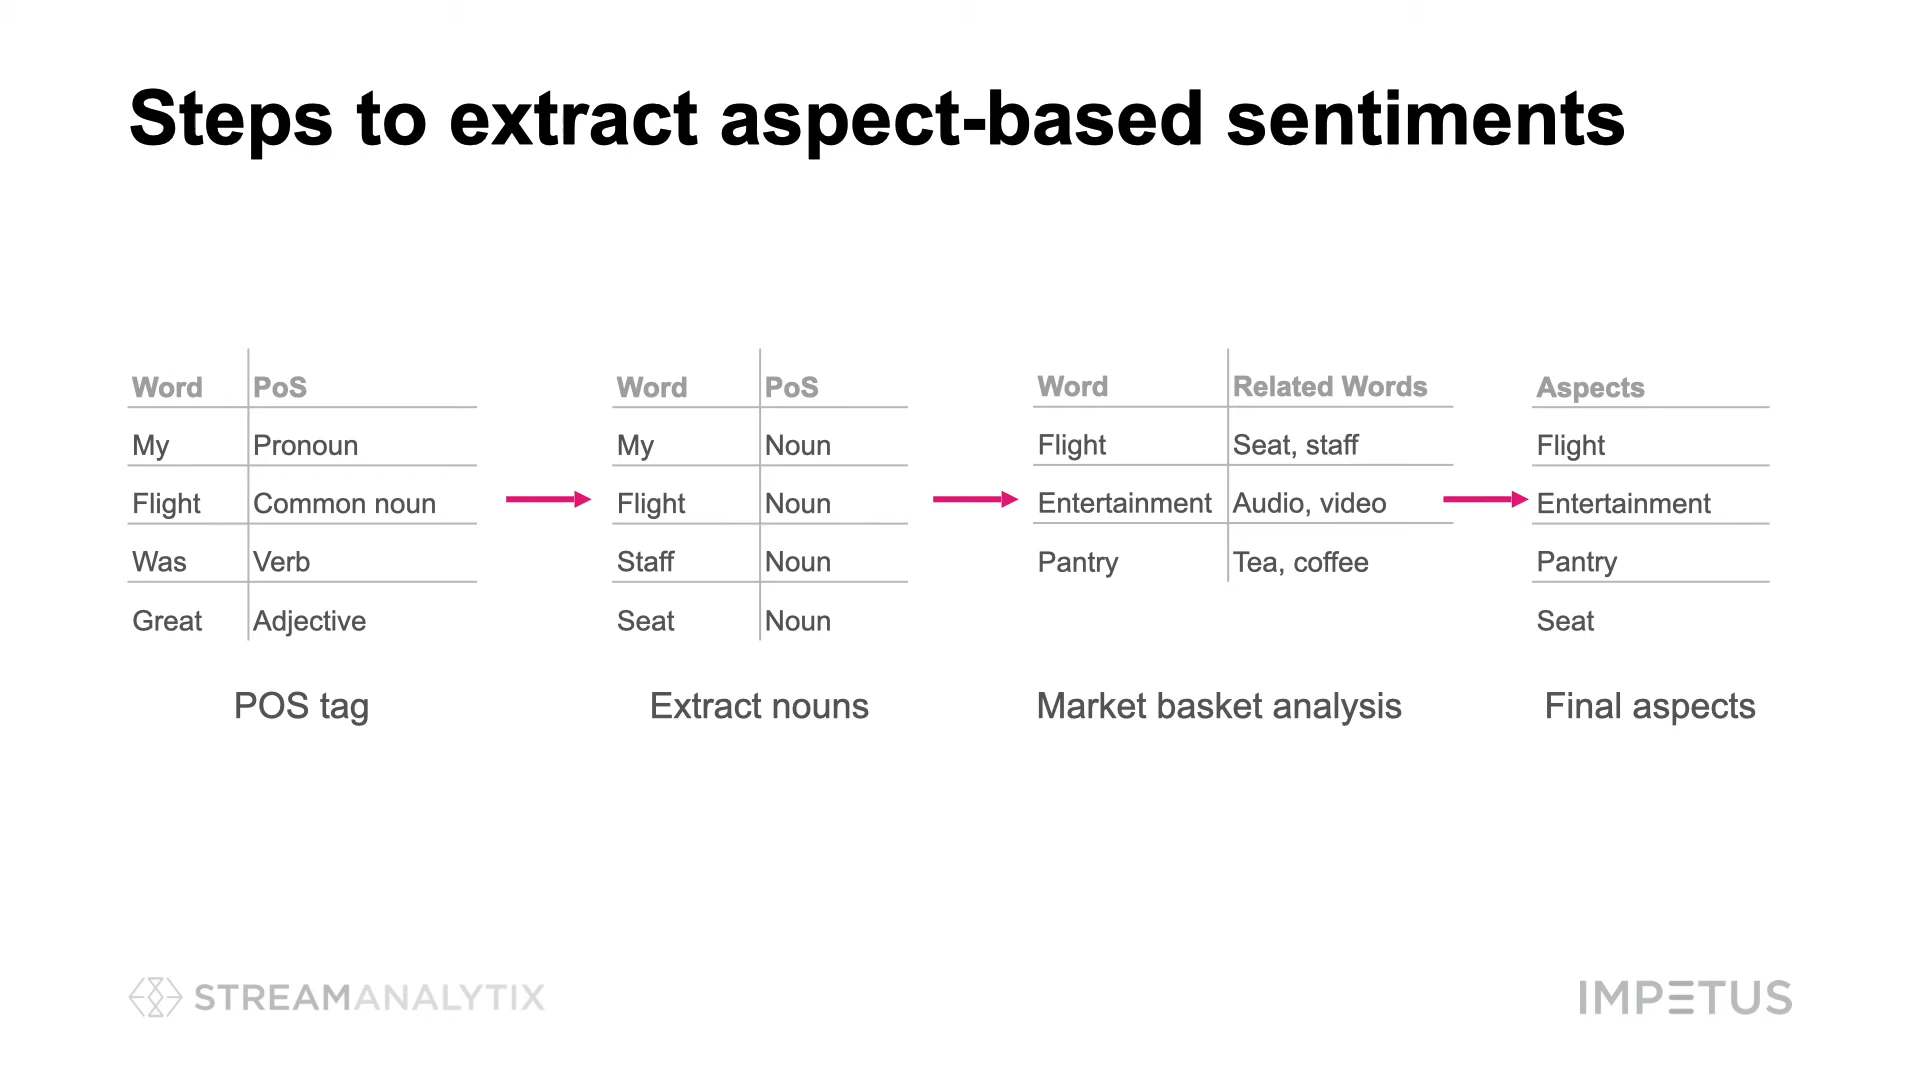 Steps to extract aspect-based sentiments
Word PoS
My Pronoun
Flight Common noun
Was Verb
Great Adjective
POS tag
Word PoS
My Noun
Flight Noun
Staff Noun
Seat Noun
Extract nouns
Word Related Words
Flight Seat, staff
Entertainment Audio, video
Pantry Tea, coffee
Market basket analysis
Aspects
Flight
Entertainment
Pantry
Seat
Final aspects
STREAMANALYTIX
IMPETUS